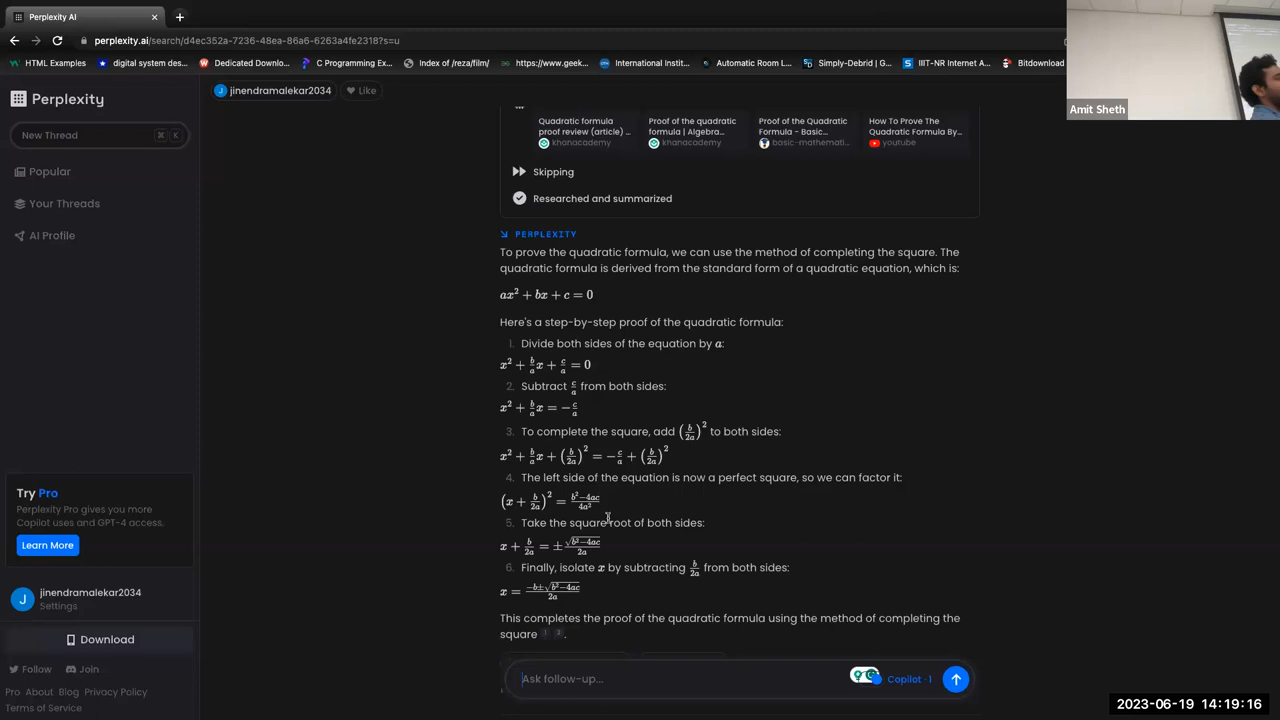 Perplexity AI
perplexity.ai/search/d4ec352a-7236-48ea-86a6-6263a4fe2318?s=u
HTML Examples
digital system des...
Dedicated Downlo...
C Programming Ex...
Index of /reza/film/
https://www.geek...
International Insti...
Automatic Room L...
Simply-Debrid | G...
IIIT-NR Internet A...
Bitdownload
Amit Sheth
Perplexity
New Thread
⌘ K
Popular
Your Threads
AI Profile
Try Pro
Perplexity Pro gives you more
Copilot uses and GPT-4 access.
Learn More
J
jinendramalekar2034
Settings
Download
Follow
Join
Pro About Blog Privacy Policy
Terms of Service
J
jinendramalekar2034
Like
Quadratic formula
proof review (article) ...
khanacademy
Proof of the quadratic
formula | Algebra...
khanacademy
Proof of the Quadratic
Formula - Basic...
basic-mathemati...
How To Prove The
Quadratic Formula By...
youtube
Skipping
Researched and summarized
PERPLEXITY
To prove the quadratic formula, we can use the method of completing the square. The
quadratic formula is derived from the standard form of a quadratic equation, which is:
ax² + bx + c = 0
Here's a step-by-step proof of the quadratic formula:
1. Divide both sides of the equation by a:
x² + b/a x + c/a = 0
2. Subtract c/a from both sides:
x² + b/a x = −c/a
3. To complete the square, add (b/2a)² to both sides:
x² + b/a x + (b/2a)² = −c/a + (b/2a)²
4. The left side of the equation is now a perfect square, so we can factor it:
(x + b/2a)² = (b²−4ac)/4a²
5. Take the square root of both sides:
x + b/2a = ± √(b²−4ac)/2a
6. Finally, isolate x by subtracting b/2a from both sides:
x = (−b±√(b²−4ac))/2a
This completes the proof of the quadratic formula using the method of completing the
square 1 2.
Ask follow-up...
Copilot · 1
2023-06-19 14:19:16